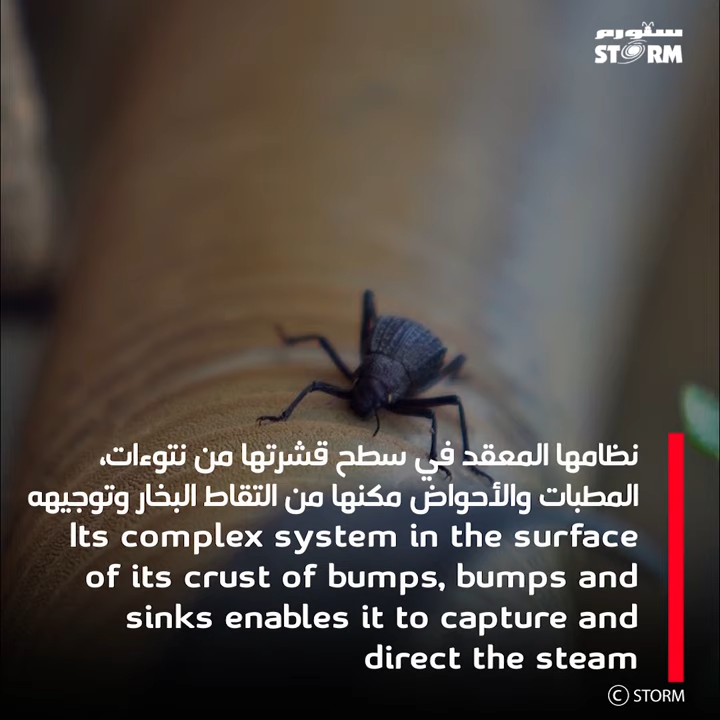 ستورم
STORM
نظامها المعقد في سطح قشرتها من نتوءات،
المطبات والأحواض مكنها من التقاط البخار وتوجيهه
Its complex system in the surface
of its crust of bumps, bumps and
sinks enables it to capture and
direct the steam
© STORM